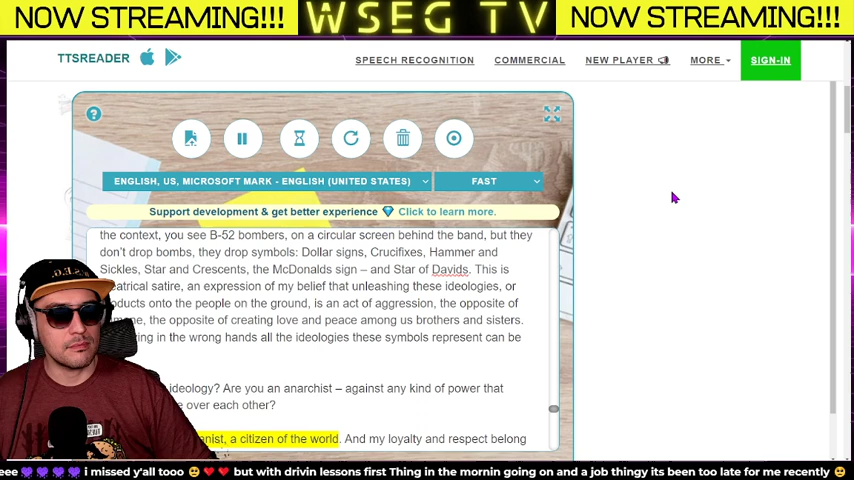 NOW STREAMING!!!
WSEG TV
NOW STREAMING!!!
TTSREADER
SPEECH RECOGNITION
COMMERCIAL
NEW PLAYER
MORE
SIGN-IN
?
ENGLISH, US, MICROSOFT MARK - ENGLISH (UNITED STATES)
FAST
Support development & get better experience Click to learn more.
the context, you see B-52 bombers, on a circular screen behind the band, but they
don't drop bombs, they drop symbols: Dollar signs, Crucifixes, Hammer and
Sickles, Star and Crescents, the McDonalds sign – and Star of Davids. This is
eatrical satire, an expression of my belief that unleashing these ideologies, or
oducts onto the people on the ground, is an act of aggression, the opposite of
mane, the opposite of creating love and peace among us brothers and sisters.
ing in the wrong hands all the ideologies these symbols represent can be
ideology? Are you an anarchist – against any kind of power that
e over each other?
anist, a citizen of the world. And my loyalty and respect belong
eee 💜💜💜💜 i missed y'all tooo 😕❤️❤️ but with drivin lessons first Thing in the mornin going on and a job thingy its been too late for me recently 😕